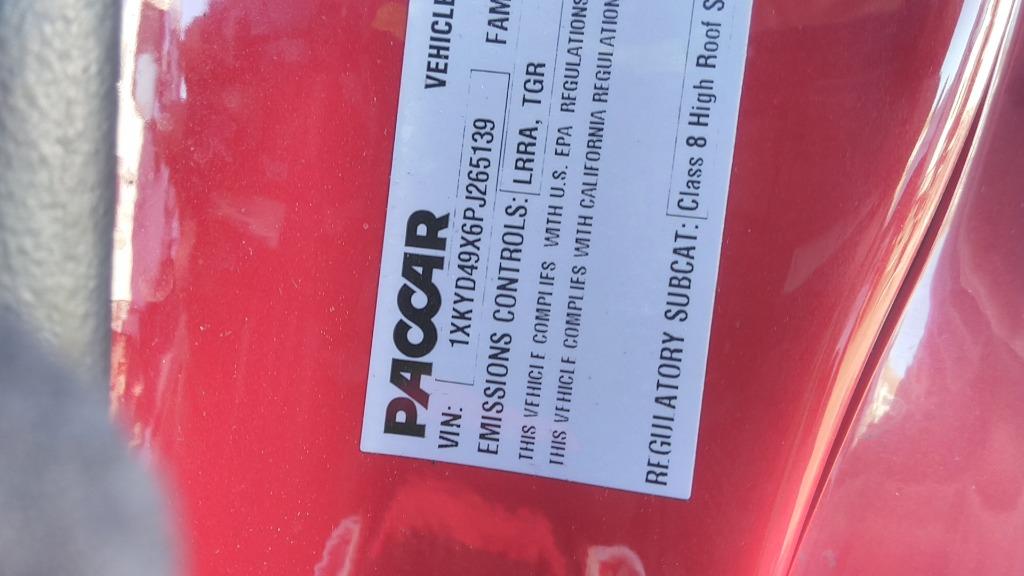 PACCAR
VIN: 1XKYD49X6PJ265139 VEHICLE
EMISSIONS CONTROLS: LRRA, TGR FAM
THIS VEHICLE COMPLIES WITH U.S. EPA REGULATIONS
THIS VEHICLE COMPLIES WITH CALIFORNIA REGULATION
REGULATORY SUBCAT: Class 8 High Roof S